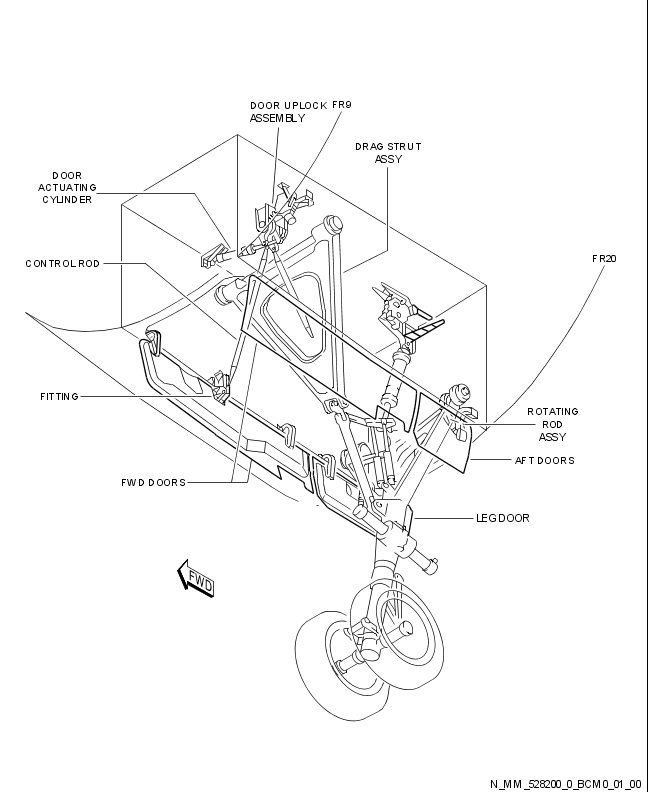 DOOR UPLOCK
ASSEMBLY
FR9
DRAG STRUT
ASSY
DOOR
ACTUATING
CYLINDER
CONTROL ROD
FR20
FITTING
ROTATING
ROD
ASSY
AFT DOORS
FWD DOORS
LEG DOOR
FWD
N_MM_528200_0_BCM0_01_00